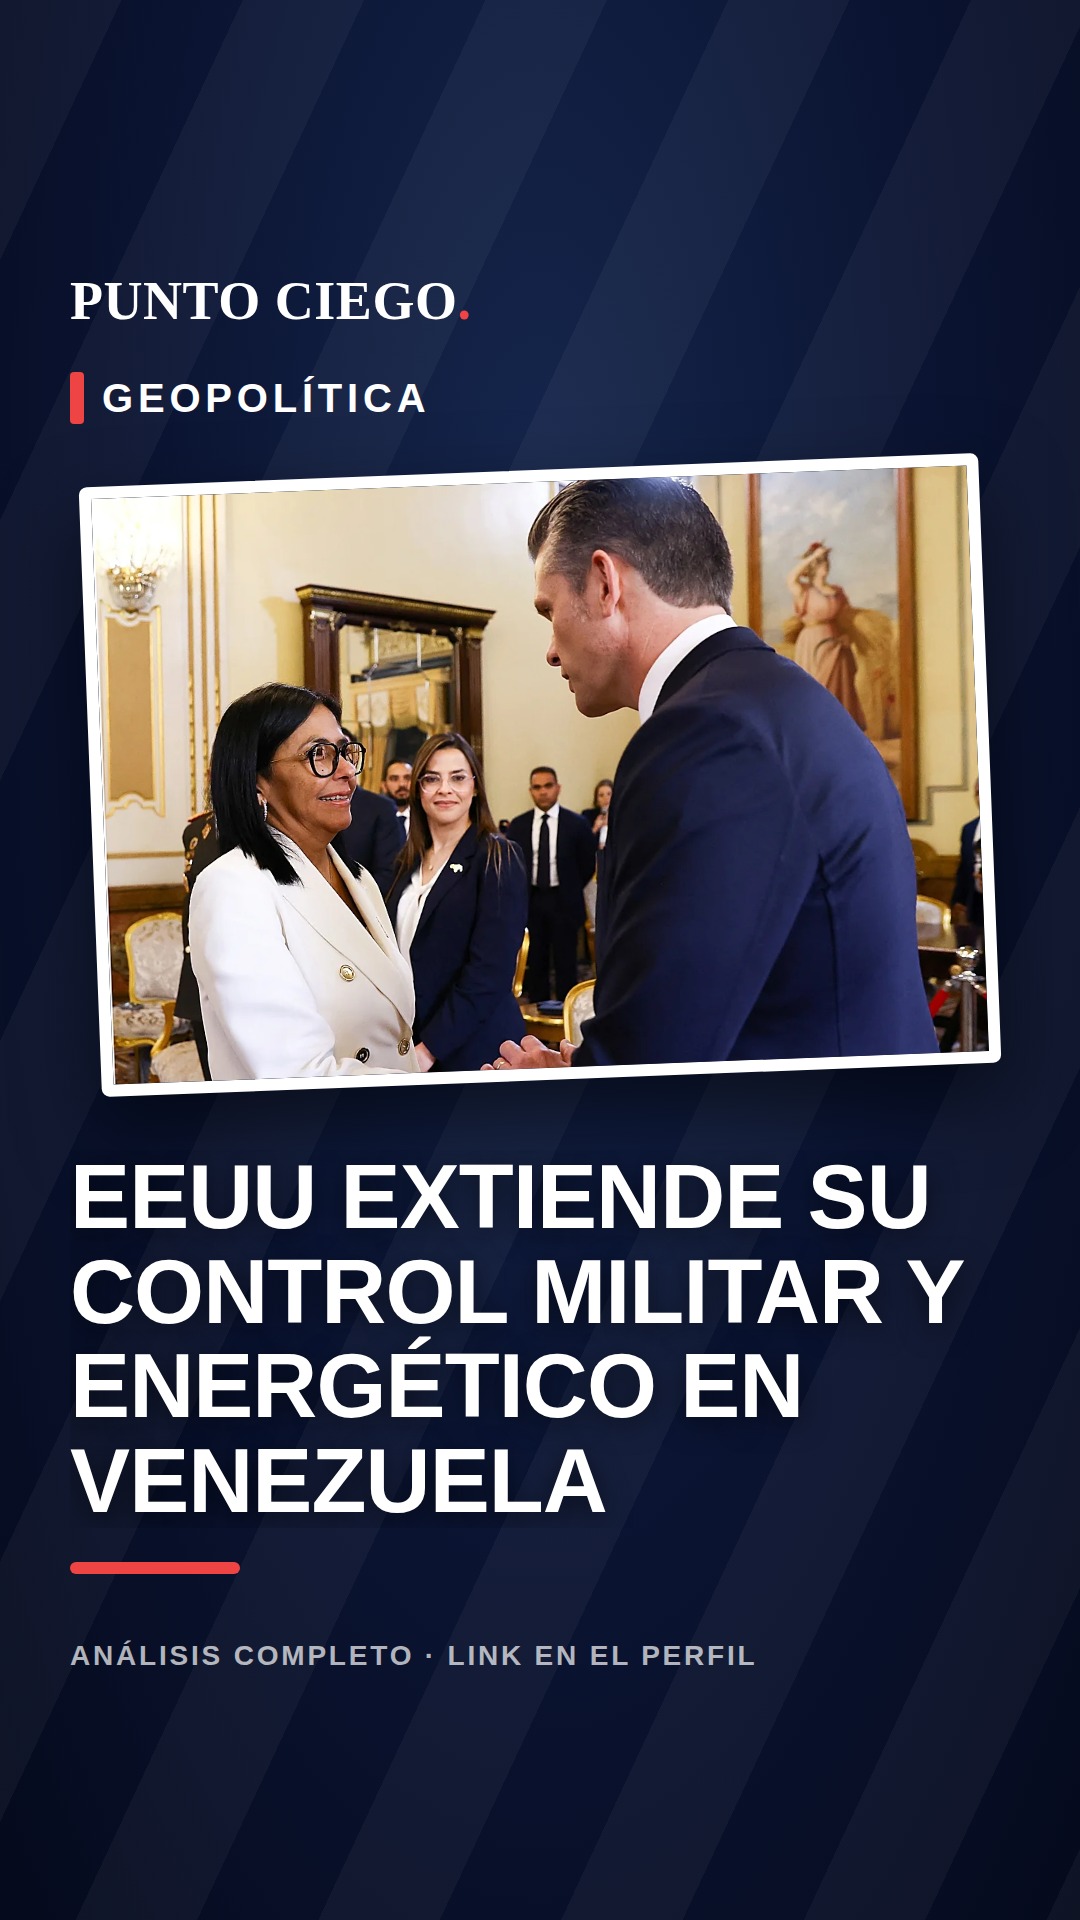 PUNTO CIEGO.
GEOPOLÍTICA
EEUU EXTIENDE SU
CONTROL MILITAR Y
ENERGÉTICO EN
VENEZUELA
ANÁLISIS COMPLETO · LINK EN EL PERFIL